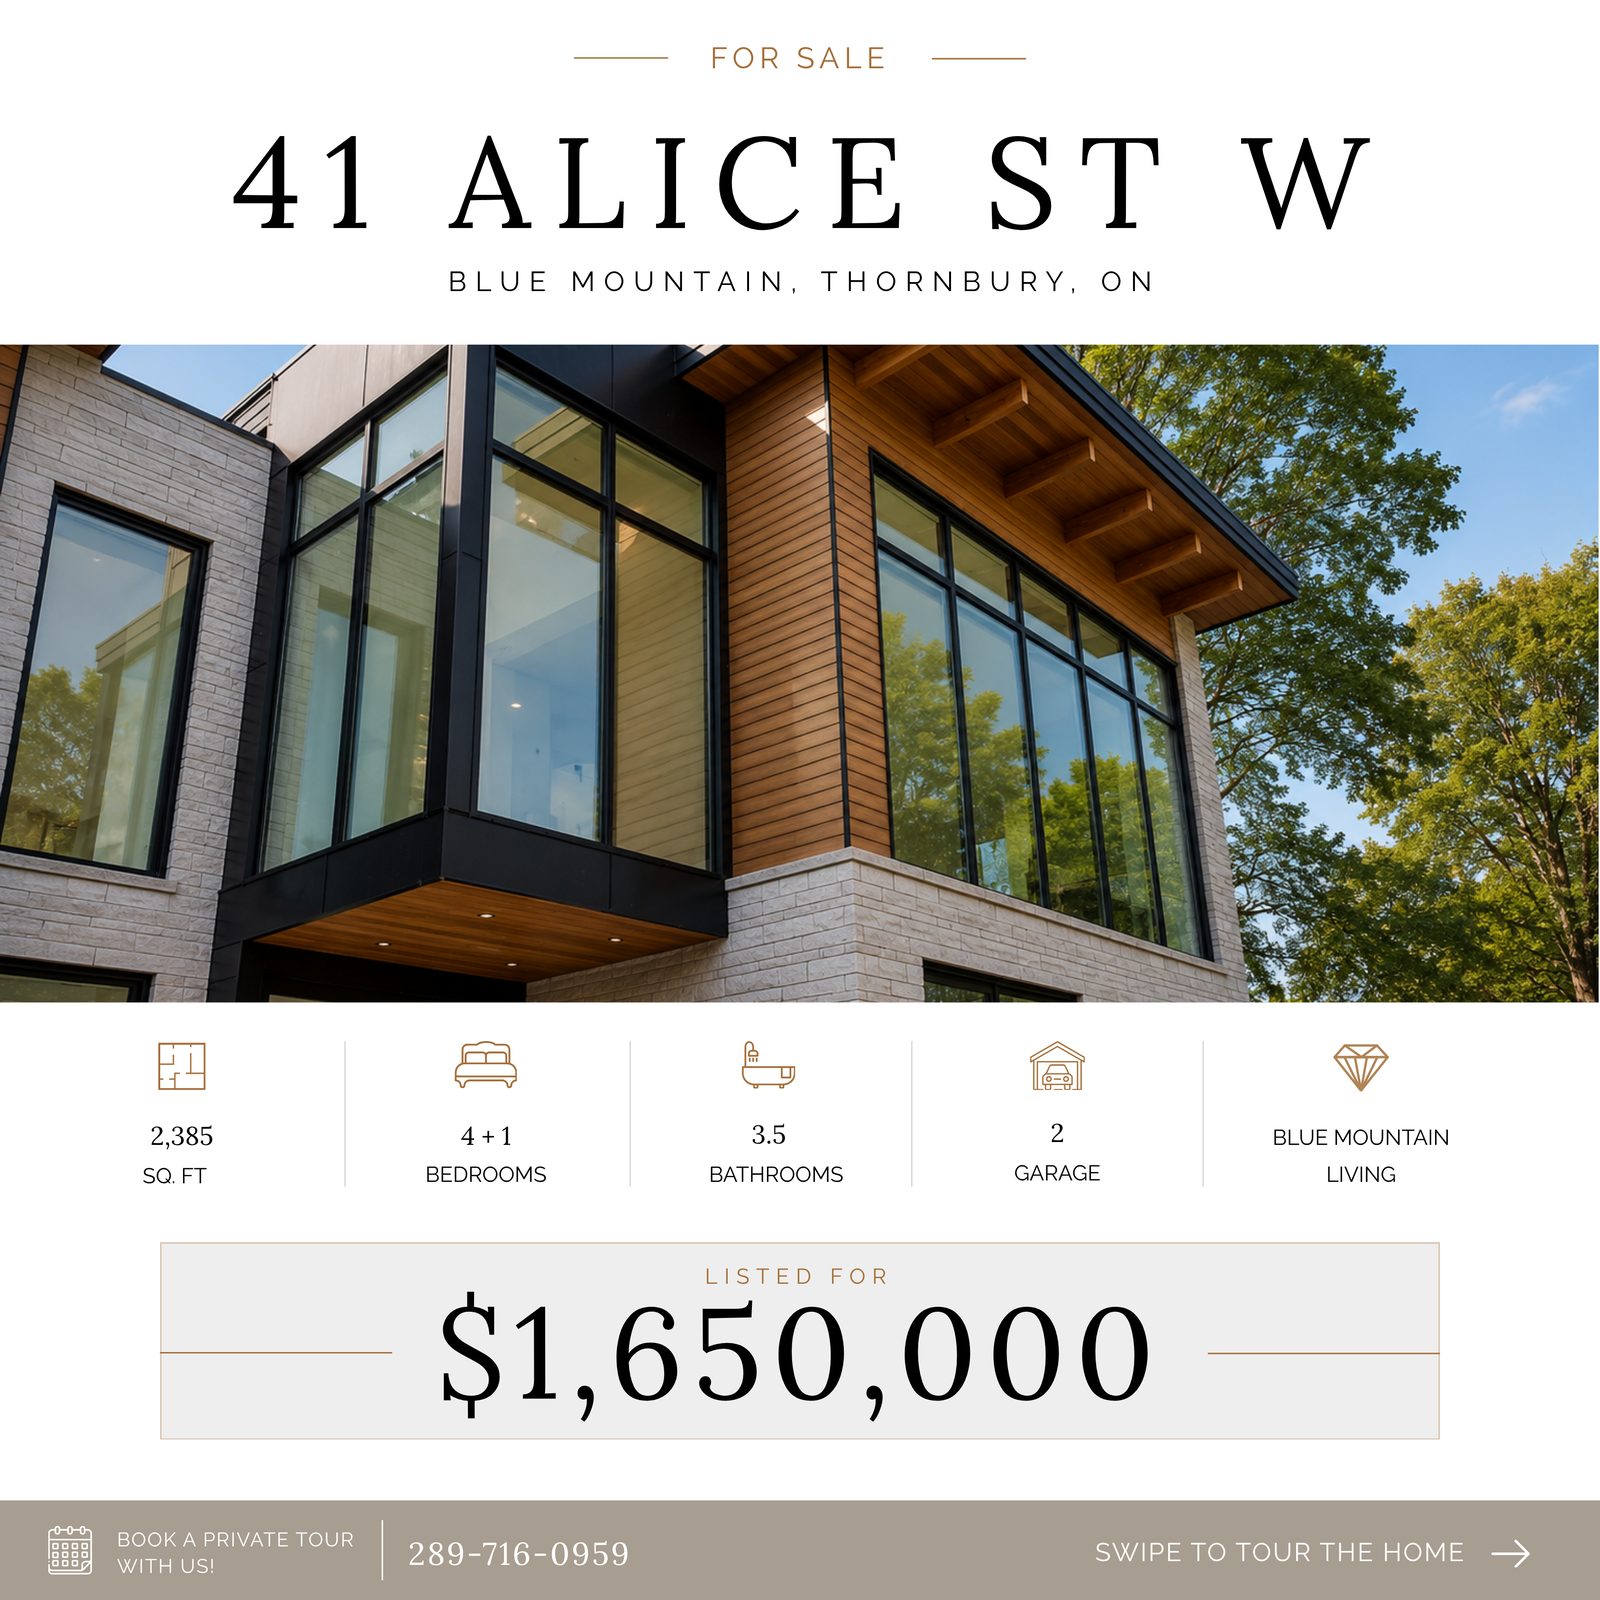 FOR SALE
41 ALICE ST W
BLUE MOUNTAIN, THORNBURY, ON
2,385
SQ. FT
4 + 1
BEDROOMS
3.5
BATHROOMS
2
GARAGE
BLUE MOUNTAIN
LIVING
LISTED FOR
$1,650,000
BOOK A PRIVATE TOUR
WITH US!
289-716-0959
SWIPE TO TOUR THE HOME